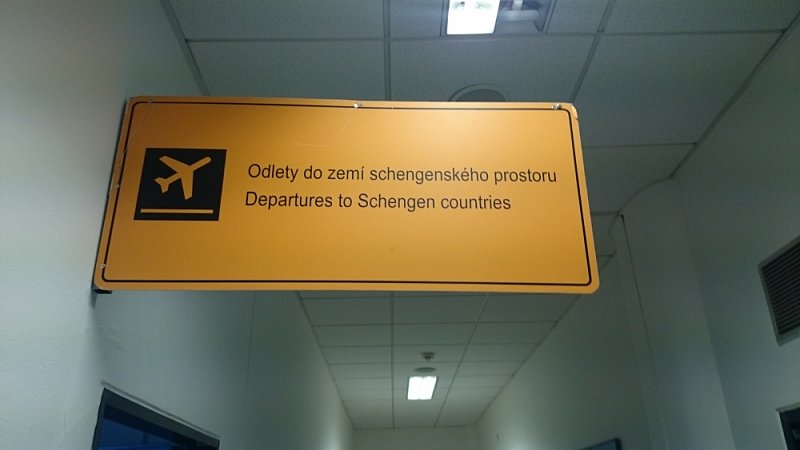 Odlety do zemí schengenského prostoru
Departures to Schengen countries